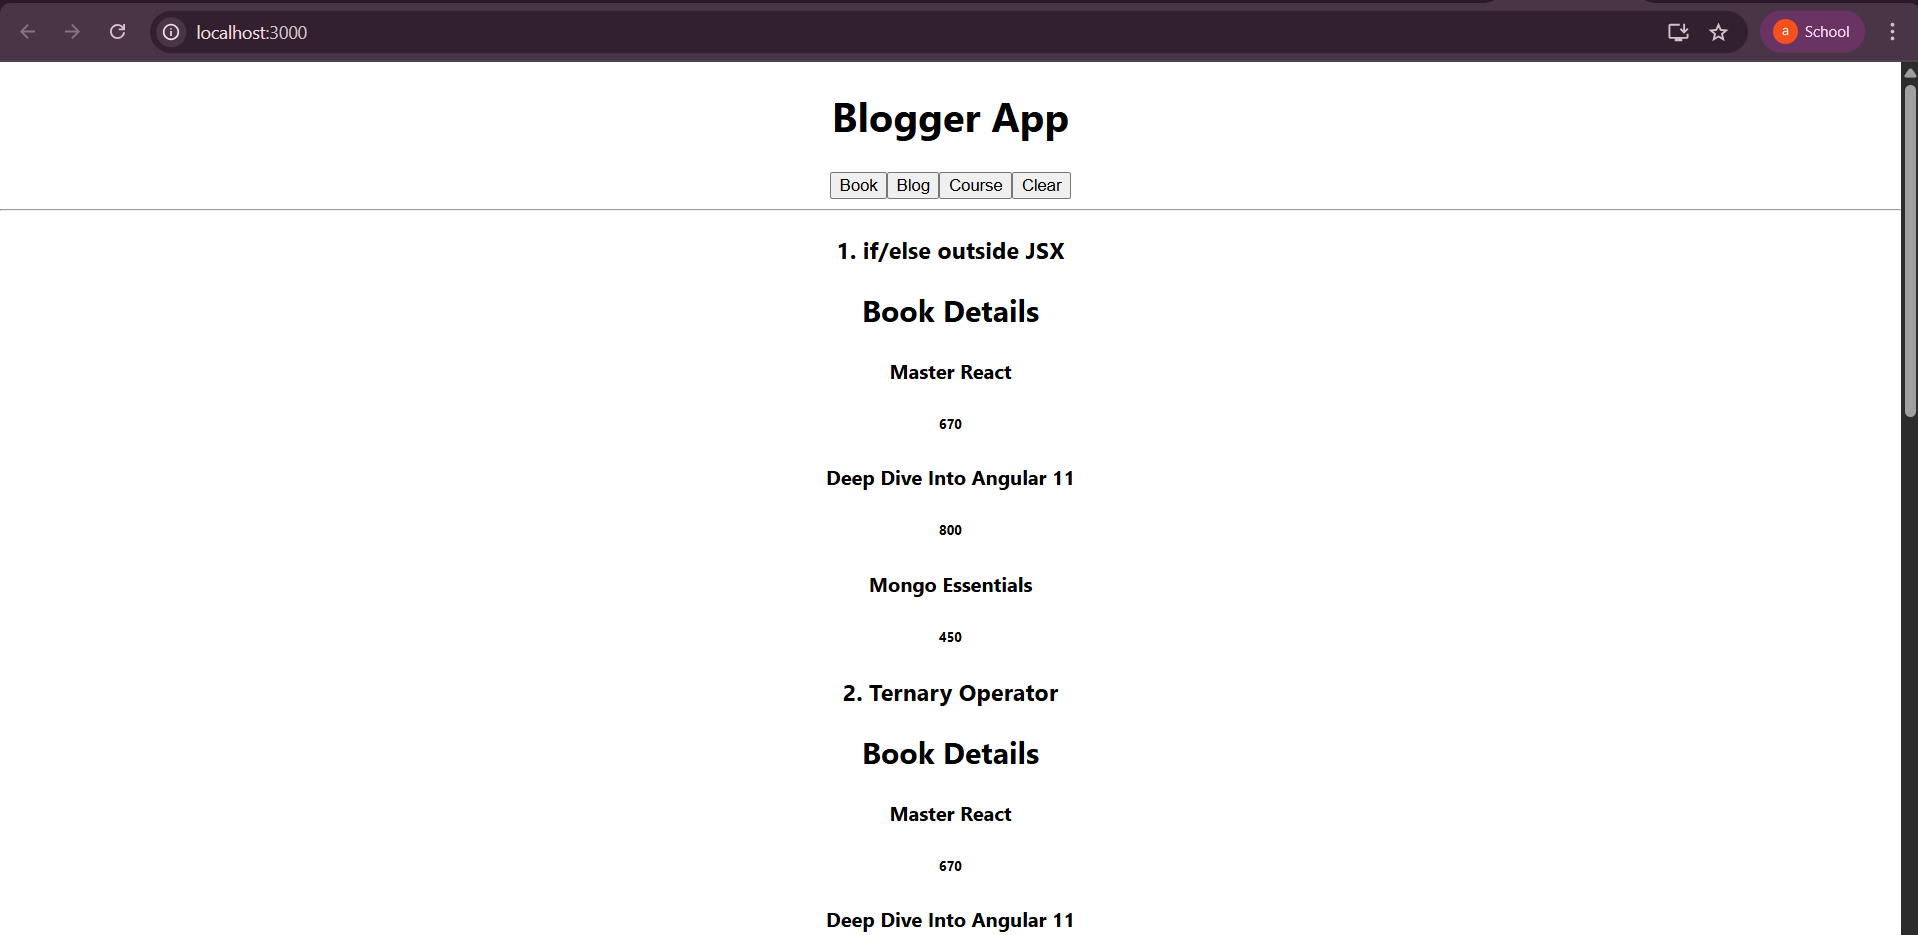 localhost:3000
a School
Blogger App
Book Blog Course Clear
1. if/else outside JSX
Book Details
Master React
670
Deep Dive Into Angular 11
800
Mongo Essentials
450
2. Ternary Operator
Book Details
Master React
670
Deep Dive Into Angular 11